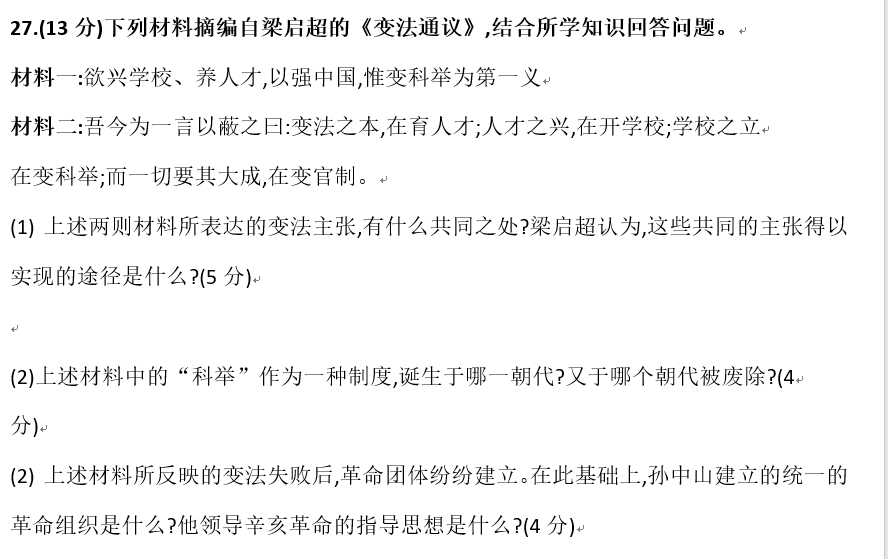 27.(13 分)下列材料摘编自梁启超的《变法通议》,结合所学知识回答问题。
材料一:欲兴学校、养人才,以强中国,惟变科举为第一义
材料二:吾今为一言以蔽之曰:变法之本,在育人才;人才之兴,在开学校;学校之立
在变科举;而一切要其大成,在变官制。
(1) 上述两则材料所表达的变法主张,有什么共同之处?梁启超认为,这些共同的主张得以
实现的途径是什么?(5 分)
(2)上述材料中的“科举”作为一种制度,诞生于哪一朝代?又于哪个朝代被废除?(4
分)
(2) 上述材料所反映的变法失败后,革命团体纷纷建立。在此基础上,孙中山建立的统一的
革命组织是什么?他领导辛亥革命的指导思想是什么?(4 分)